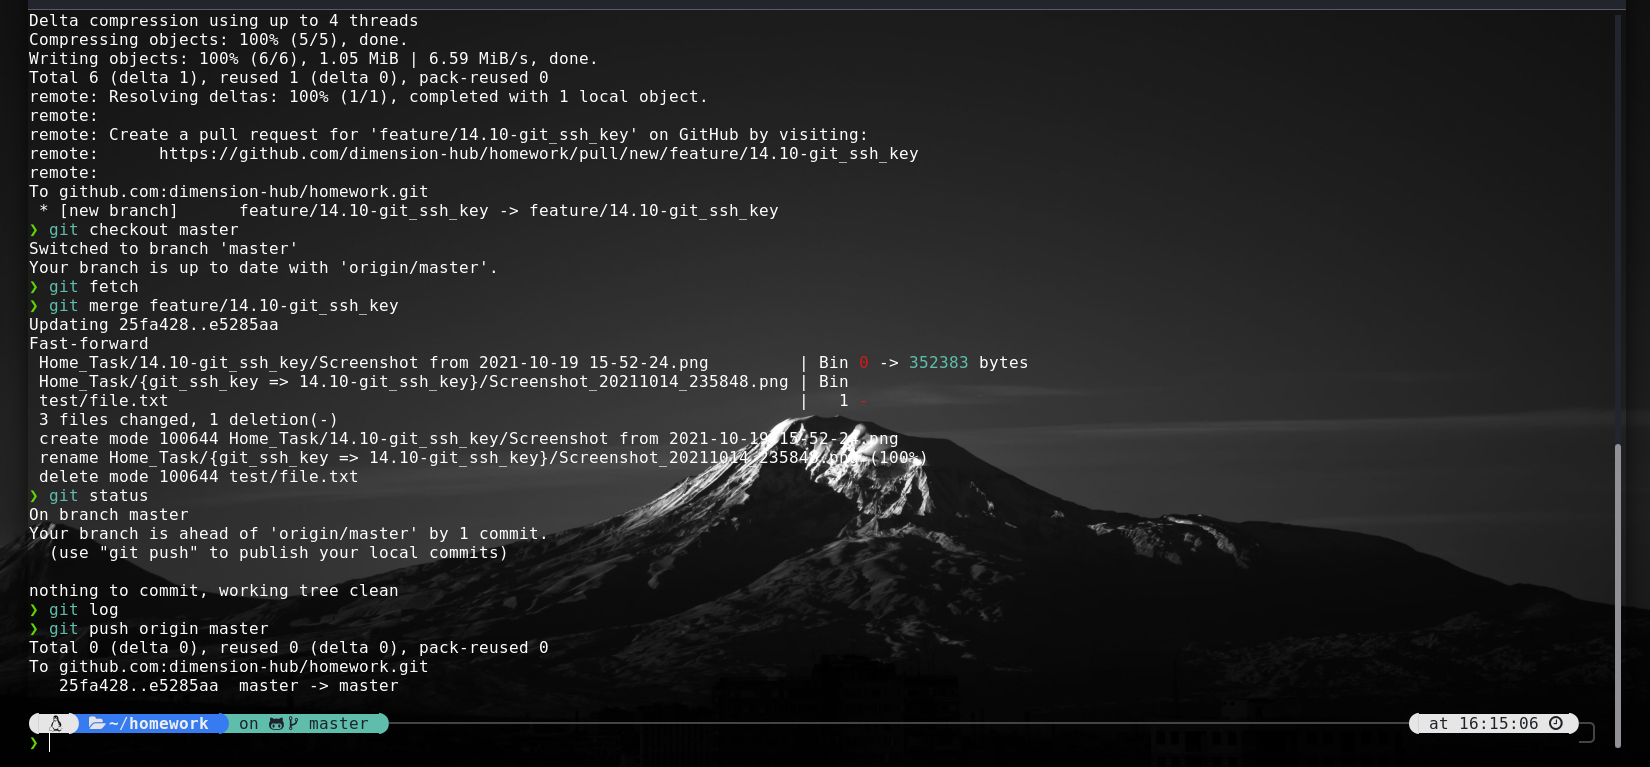 Delta compression using up to 4 threads
Compressing objects: 100% (5/5), done.
Writing objects: 100% (6/6), 1.05 MiB | 6.59 MiB/s, done.
Total 6 (delta 1), reused 1 (delta 0), pack-reused 0
remote: Resolving deltas: 100% (1/1), completed with 1 local object.
remote:
remote: Create a pull request for 'feature/14.10-git_ssh_key' on GitHub by visiting:
remote:      https://github.com/dimension-hub/homework/pull/new/feature/14.10-git_ssh_key
remote:
To github.com:dimension-hub/homework.git
 * [new branch]      feature/14.10-git_ssh_key -> feature/14.10-git_ssh_key
❯ git checkout master
Switched to branch 'master'
Your branch is up to date with 'origin/master'.
❯ git fetch
❯ git merge feature/14.10-git_ssh_key
Updating 25fa428..e5285aa
Fast-forward
 Home_Task/14.10-git_ssh_key/Screenshot from 2021-10-19 15-52-24.png         | Bin 0 -> 352383 bytes
 Home_Task/{git_ssh_key => 14.10-git_ssh_key}/Screenshot_20211014_235848.png | Bin
 test/file.txt                                                               |   1 -
 3 files changed, 1 deletion(-)
 create mode 100644 Home_Task/14.10-git_ssh_key/Screenshot from 2021-10-19 15-52-24.png
 rename Home_Task/{git_ssh_key => 14.10-git_ssh_key}/Screenshot_20211014_235848.png (100%)
 delete mode 100644 test/file.txt
❯ git status
On branch master
Your branch is ahead of 'origin/master' by 1 commit.
  (use "git push" to publish your local commits)
nothing to commit, working tree clean
❯ git log
❯ git push origin master
Total 0 (delta 0), reused 0 (delta 0), pack-reused 0
To github.com:dimension-hub/homework.git
   25fa428..e5285aa  master -> master
~/homework on master at 16:15:06
❯